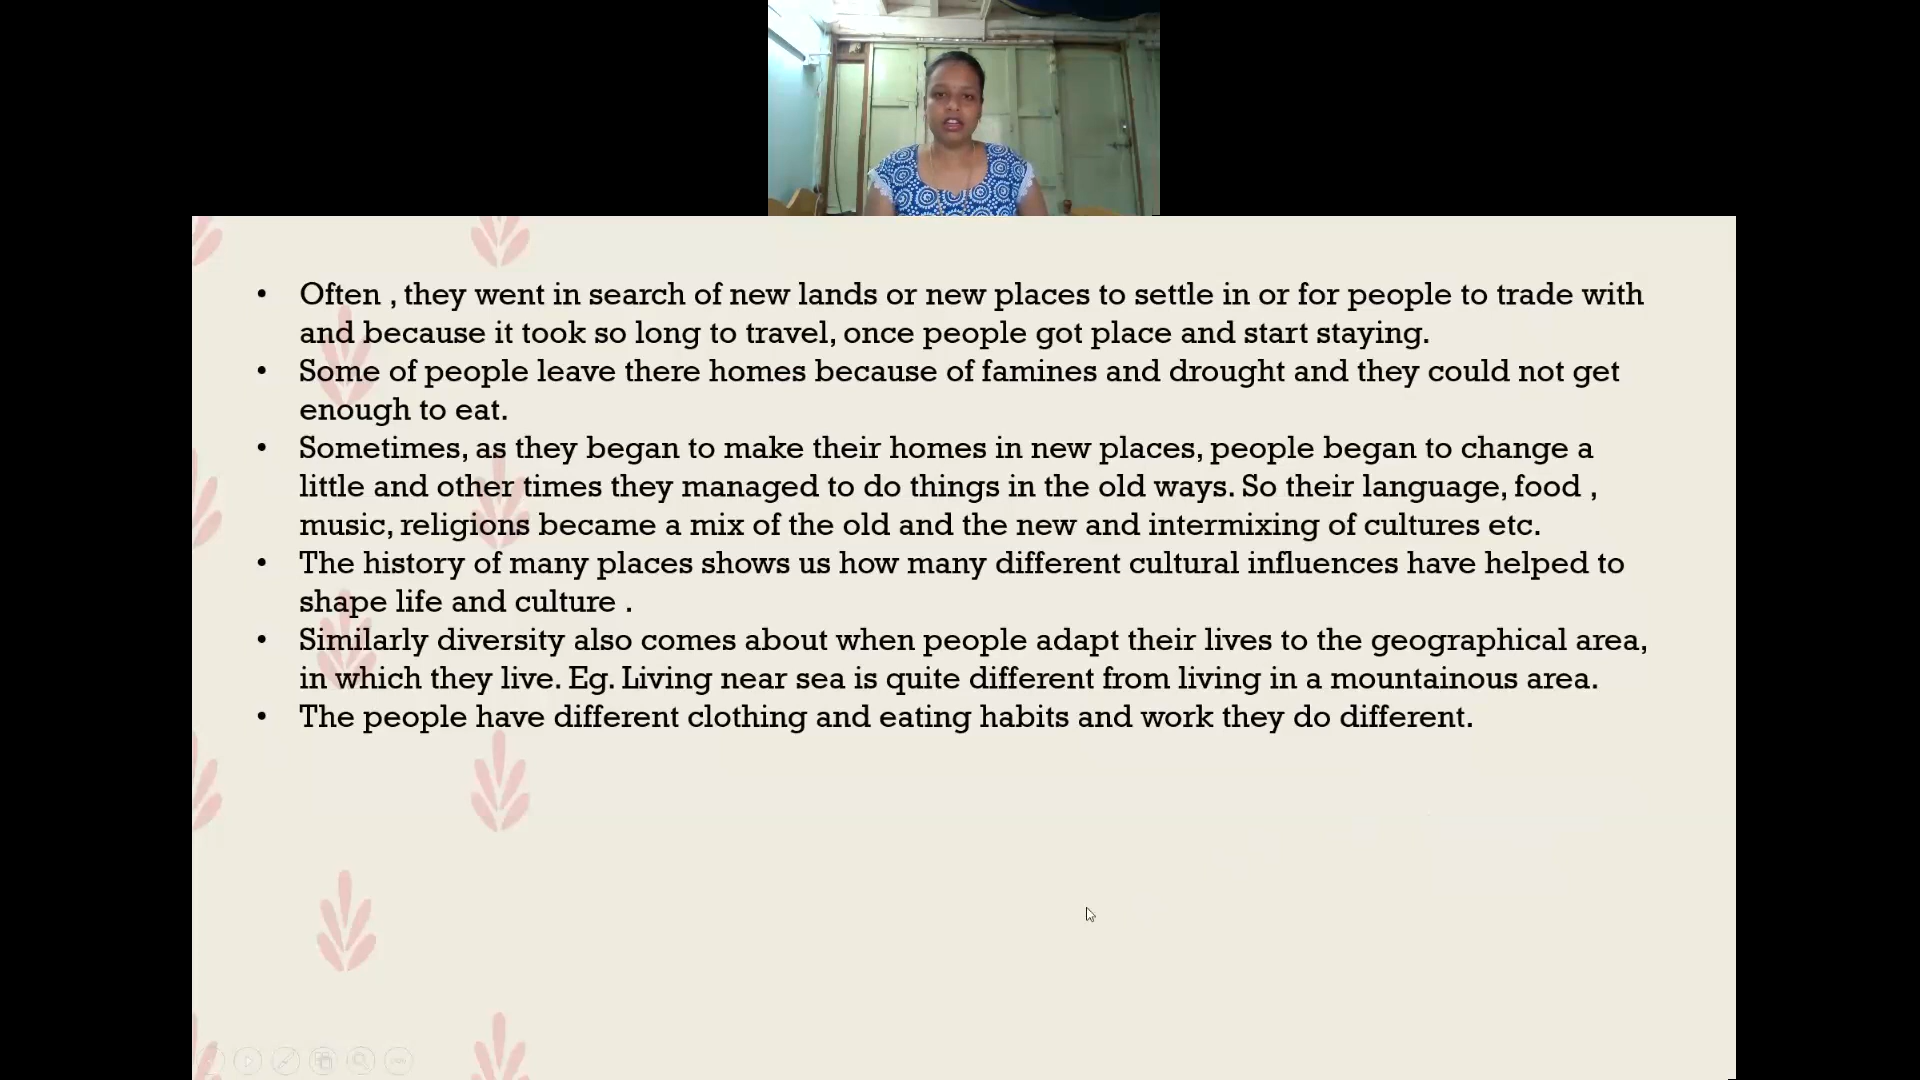 • Often , they went in search of new lands or new places to settle in or for people to trade with
and because it took so long to travel, once people got place and start staying.
• Some of people leave there homes because of famines and drought and they could not get
enough to eat.
• Sometimes, as they began to make their homes in new places, people began to change a
little and other times they managed to do things in the old ways. So their language, food ,
music, religions became a mix of the old and the new and intermixing of cultures etc.
• The history of many places shows us how many different cultural influences have helped to
shape life and culture .
• Similarly diversity also comes about when people adapt their lives to the geographical area,
in which they live. Eg. Living near sea is quite different from living in a mountainous area.
• The people have different clothing and eating habits and work they do different.